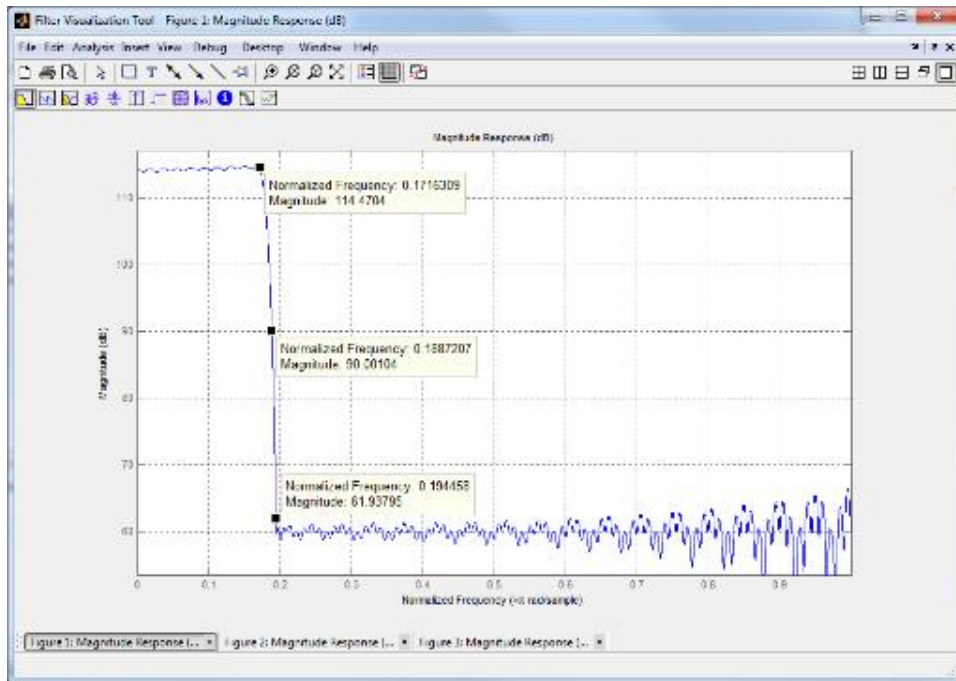 Filter Visualization Tool - Figure 1: Magnitude Response (dB)
File Edit Analysis Insert View Debug Desktop Window Help
Magnitude Response (dB)
Normalized Frequency: 0.1716309
Magnitude: 114.4704
Normalized Frequency: 0.1887207
Magnitude: 90.00104
Normalized Frequency: 0.194458
Magnitude: 61.93795
Magnitude (dB)
110
100
90
80
70
60
0 0.1 0.2 0.3 0.4 0.5 0.6 0.7 0.8 0.9
Normalized Frequency (×π rad/sample)
Figure 1: Magnitude Response (... Figure 2: Magnitude Response (... Figure 3: Magnitude Response (...